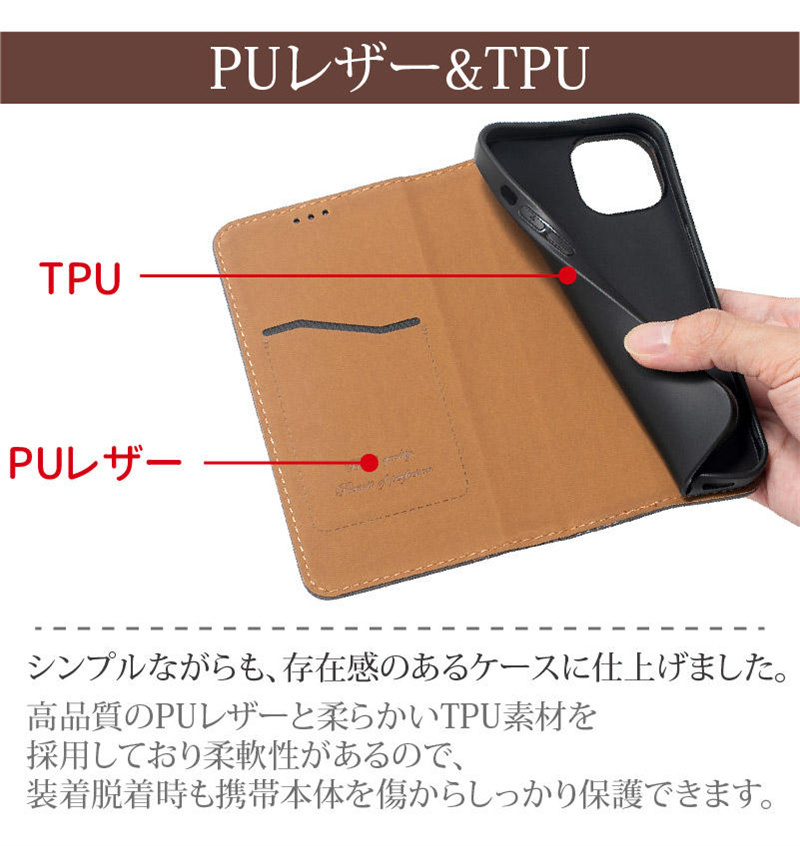 PUレザー&TPU
TPU
PUレザー
シンプルながらも、存在感のあるケースに仕上げました。
高品質のPUレザーと柔らかいTPU素材を
採用しており柔軟性があるので、
装着脱着時も携帯本体を傷からしっかり保護できます。